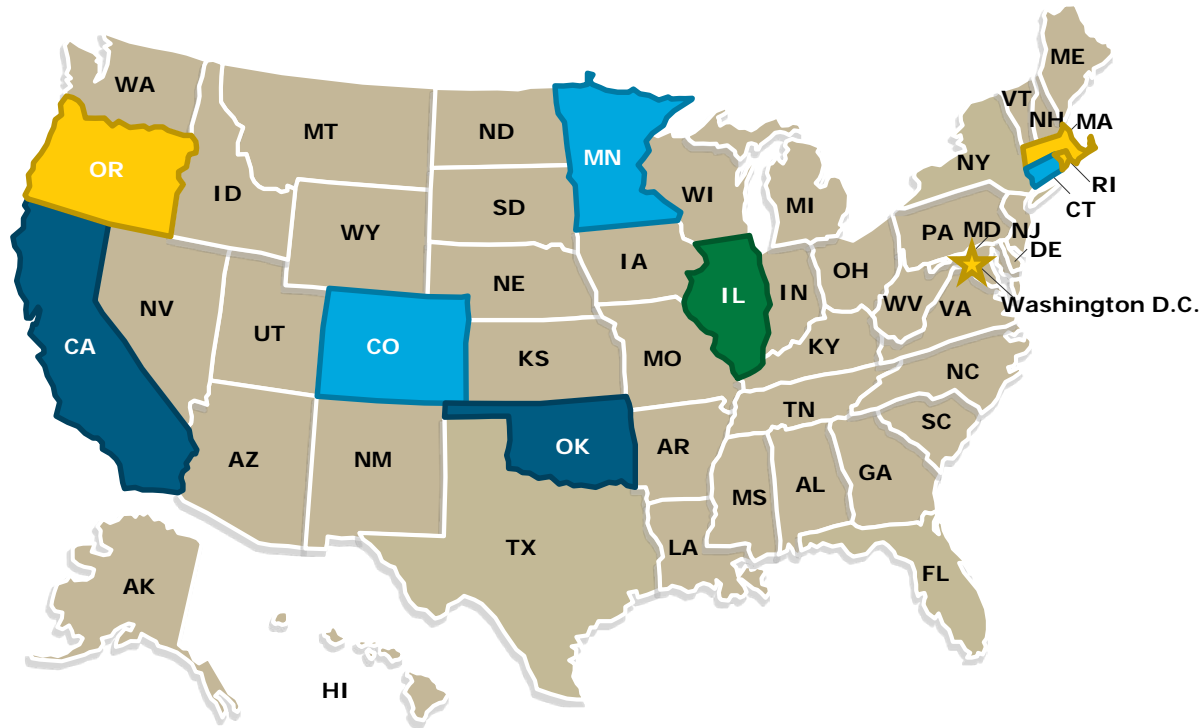 ME
WA
VT
NH
MA
MT
ND
MN
OR
NY
RI
ID
WI
MI
CT
SD
WY
PA
MD
NJ
DE
IA
OH
NE
IL
IN
Washington D.C.
NV
WV
VA
UT
CO
CA
KY
KS
MO
NC
TN
SC
OK
AR
AZ
NM
GA
AL
MS
TX
LA
FL
AK
HI